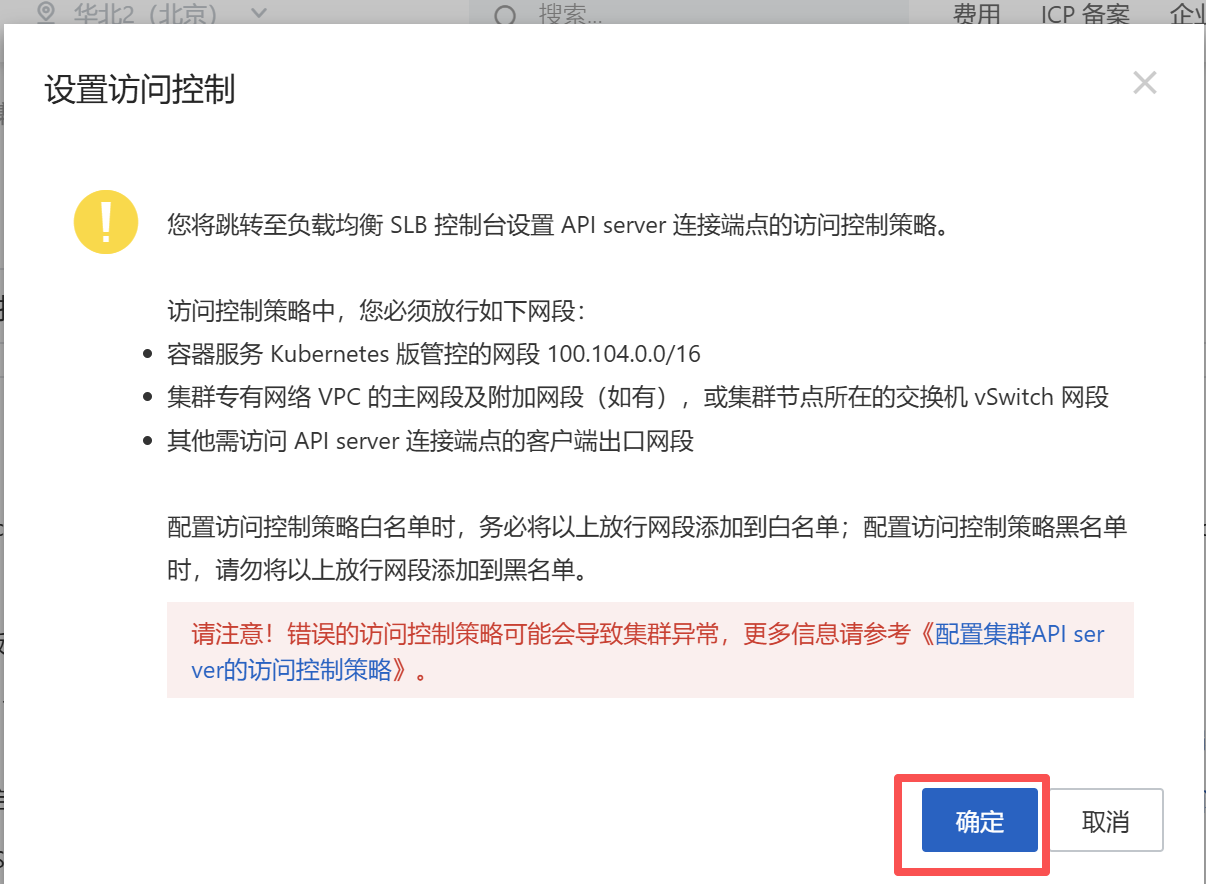 华北2（北京）
搜索...
费用 ICP 备案 企业
设置访问控制
您将跳转至负载均衡 SLB 控制台设置 API server 连接端点的访问控制策略。
访问控制策略中，您必须放行如下网段：
容器服务 Kubernetes 版管控的网段 100.104.0.0/16
集群专有网络 VPC 的主网段及附加网段（如有），或集群节点所在的交换机 vSwitch 网段
其他需访问 API server 连接端点的客户端出口网段
配置访问控制策略白名单时，务必将以上放行网段添加到白名单；配置访问控制策略黑名单
时，请勿将以上放行网段添加到黑名单。
请注意！错误的访问控制策略可能会导致集群异常，更多信息请参考《配置集群API ser
ver的访问控制策略》。
确定 取消